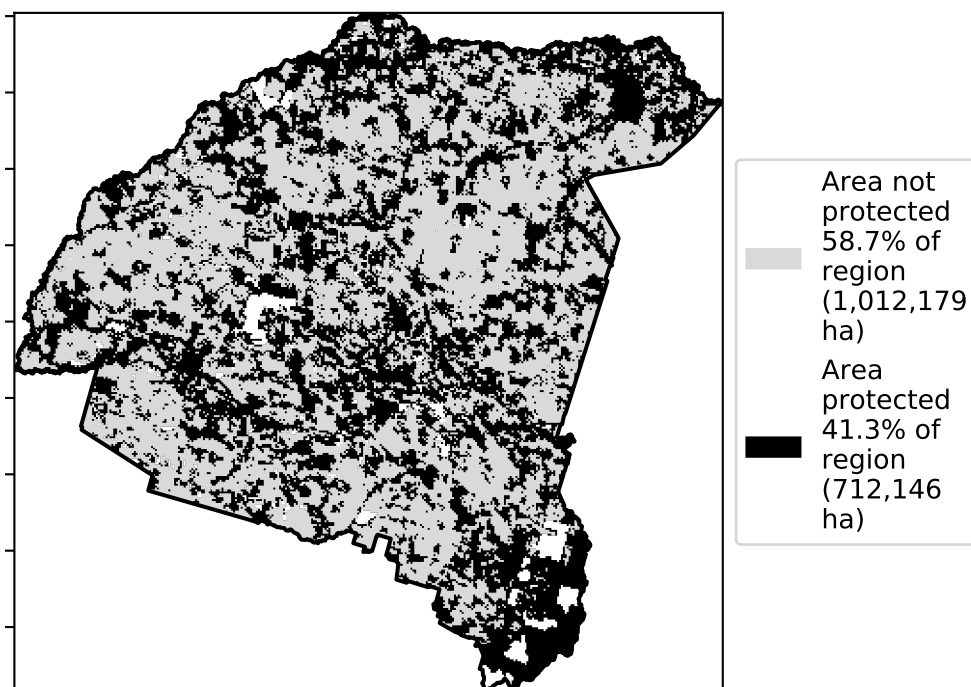 Area not
protected
58.7% of
region
(1,012,179
ha)
Area
protected
41.3% of
region
(712,146
ha)